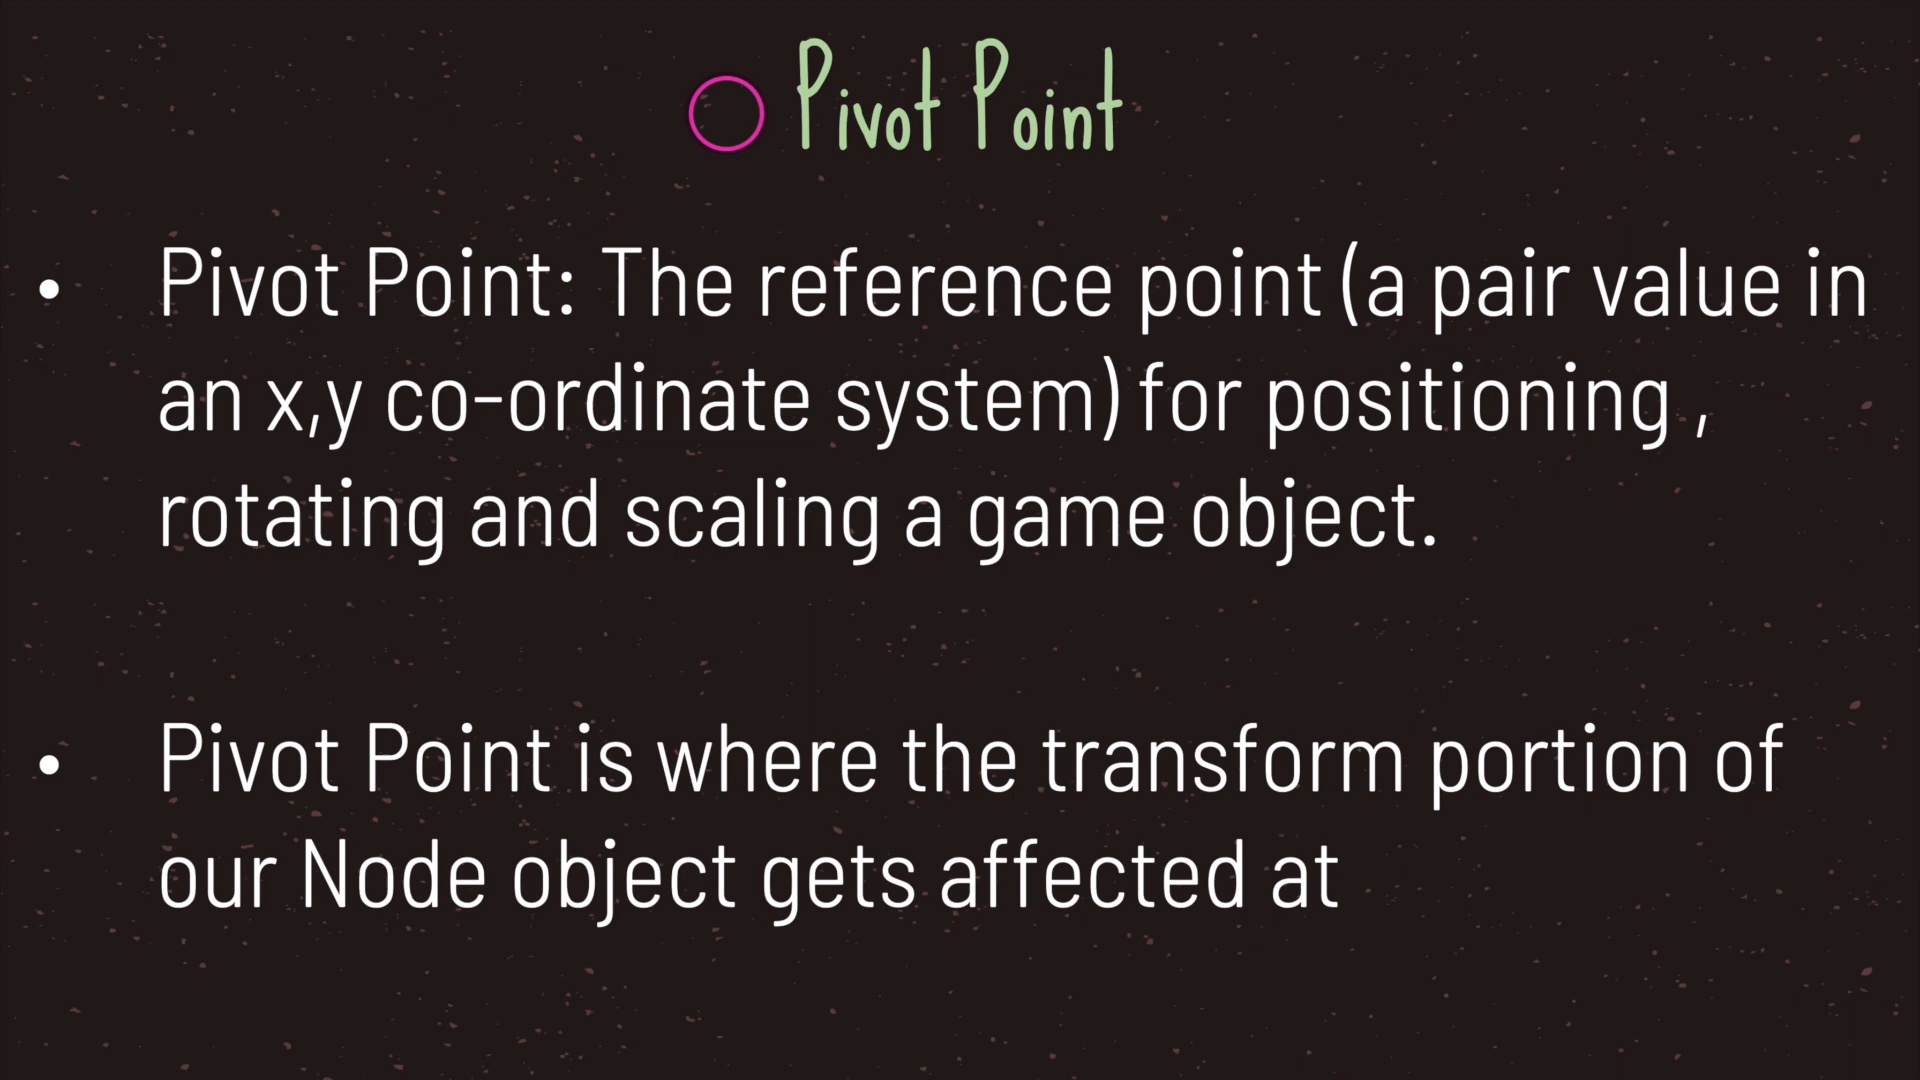 Pivot Point
• Pivot Point: The reference point (a pair value in
an x,y co-ordinate system) for positioning ,
rotating and scaling a game object.
• Pivot Point is where the transform portion of
our Node object gets affected at